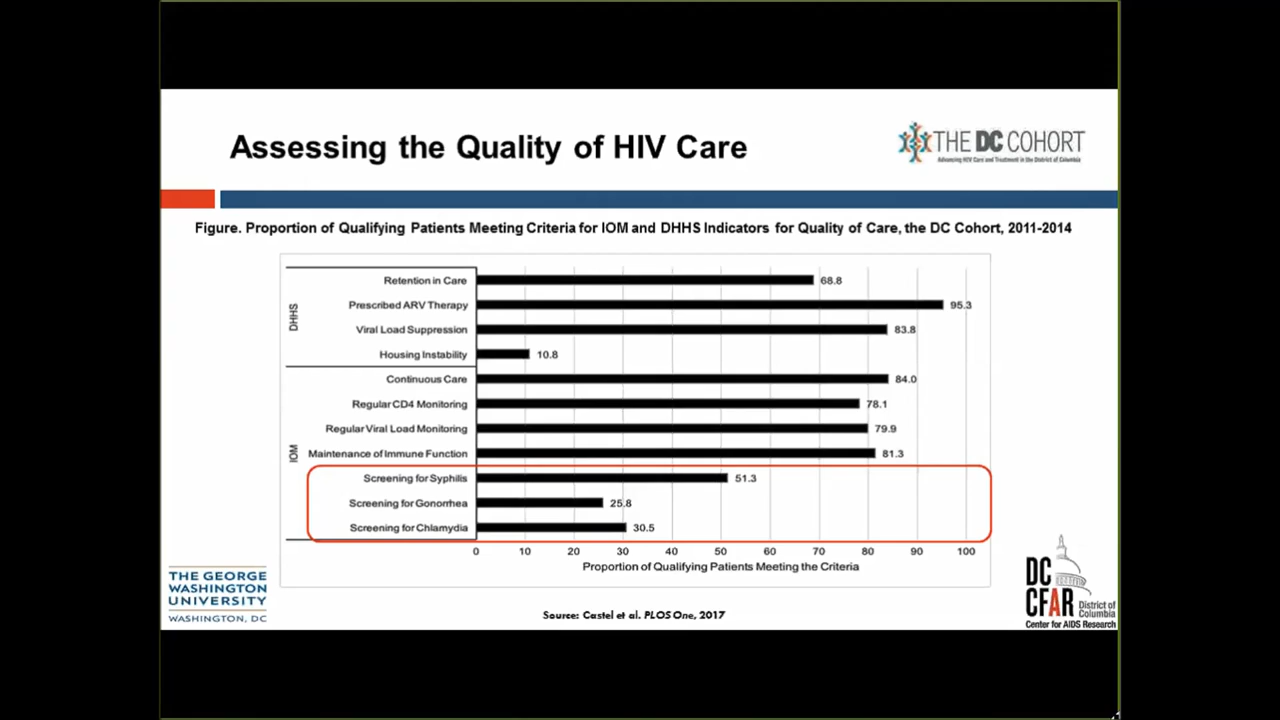 Assessing the Quality of HIV Care
THE DC COHORT
Advancing HIV Care and Treatment in the District of Columbia
Figure. Proportion of Qualifying Patients Meeting Criteria for IOM and DHHS Indicators for Quality of Care, the DC Cohort, 2011-2014
DHHS
Retention in Care 68.8
Prescribed ARV Therapy 95.3
Viral Load Suppression 83.8
Housing Instability 10.8
IOM
Continuous Care 84.0
Regular CD4 Monitoring 78.1
Regular Viral Load Monitoring 79.9
Maintenance of Immune Function 81.3
Screening for Syphilis 51.3
Screening for Gonorrhea 25.8
Screening for Chlamydia 30.5
0 10 20 30 40 50 60 70 80 90 100
Proportion of Qualifying Patients Meeting the Criteria
THE GEORGE
WASHINGTON
UNIVERSITY
WASHINGTON, DC
Source: Castel et al. PLOS One, 2017
DC
CFAR
District of
Columbia
Center for AIDS Research